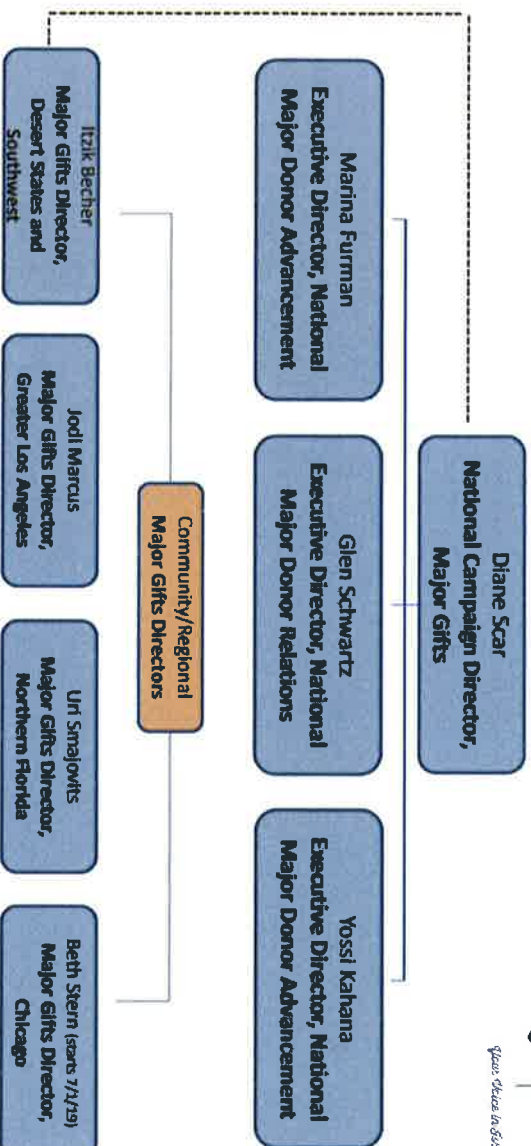 Your Voice in
Diane Scar
National Campaign Director,
Major Gifts
Marina Furman
Executive Director, National
Major Donor Advancement
Glen Schwartz
Executive Director, National
Major Donor Relations
Yossi Kahana
Executive Director, National
Major Donor Advancement
Community/Regional
Major Gifts Directors
Itzik Becher
Major Gifts Director,
Desert States and
Southwest
Jodi Marcus
Major Gifts Director,
Greater Los Angeles
Uri Smajovits
Major Gifts Director,
Northern Florida
Beth Stern (starts 7/1/19)
Major Gifts Director,
Chicago